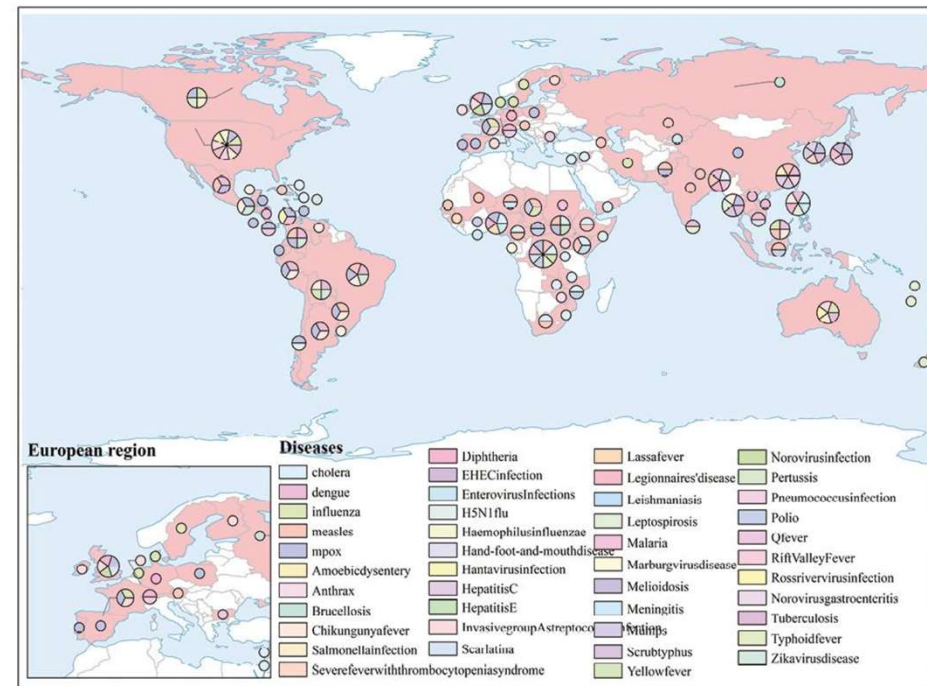 European region
Diseases
cholera
dengue
influenza
measles
mpox
Amoebicdysentery
Anthrax
Brucellosis
Chikungunyafever
Salmonellainfection
Severefeverwiththrombocytopeniasyndrome
Diphtheria
EHECinfection
EnterovirusInfections
H5N1flu
Haemophilusinfluenzae
Hand-foot-and-mouthdisease
Hantavirusinfection
HepatitisC
HepatitisE
InvasivegroupAstreptoco
Scarlatina
Lassafever
Legionnaires'disease
Leishmaniasis
Leptospirosis
Malaria
Marburgvirusdisease
Melioidosis
Meningitis
Mumps
Scrubtyphus
Yellowfever
Norovirusinfection
Pertussis
Pneumococcusinfection
Polio
Qfever
RiftValleyFever
Rossrivervirusinfection
Norovirusgastroenteritis
Tuberculosis
Typhoidfever
Zikavirusdisease